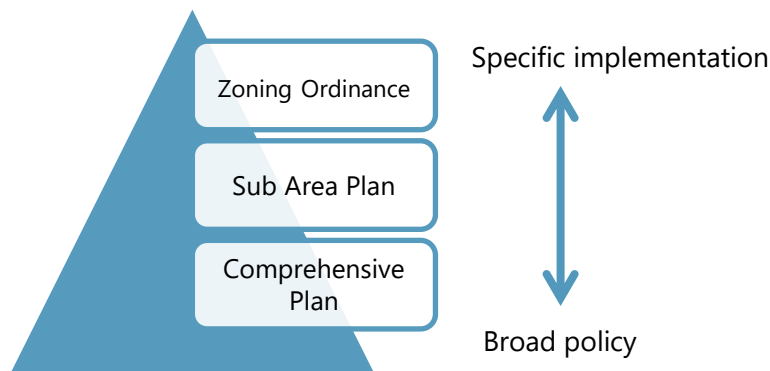 Zoning Ordinance
Sub Area Plan
Comprehensive
Plan
Specific implementation
Broad policy